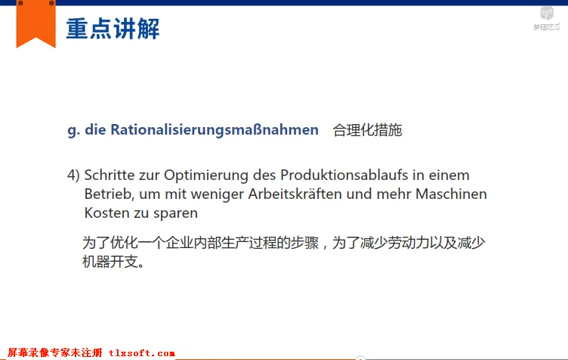 重点讲解
g. die Rationalisierungsmaßnahmen 合理化措施
4) Schritte zur Optimierung des Produktionsablaufs in einem
Betrieb, um mit weniger Arbeitskräften und mehr Maschinen
Kosten zu sparen
为了优化一个企业内部生产过程的步骤，为了减少劳动力以及减少
机器开支。
屏幕录像专家未注册 tlxsoft.com